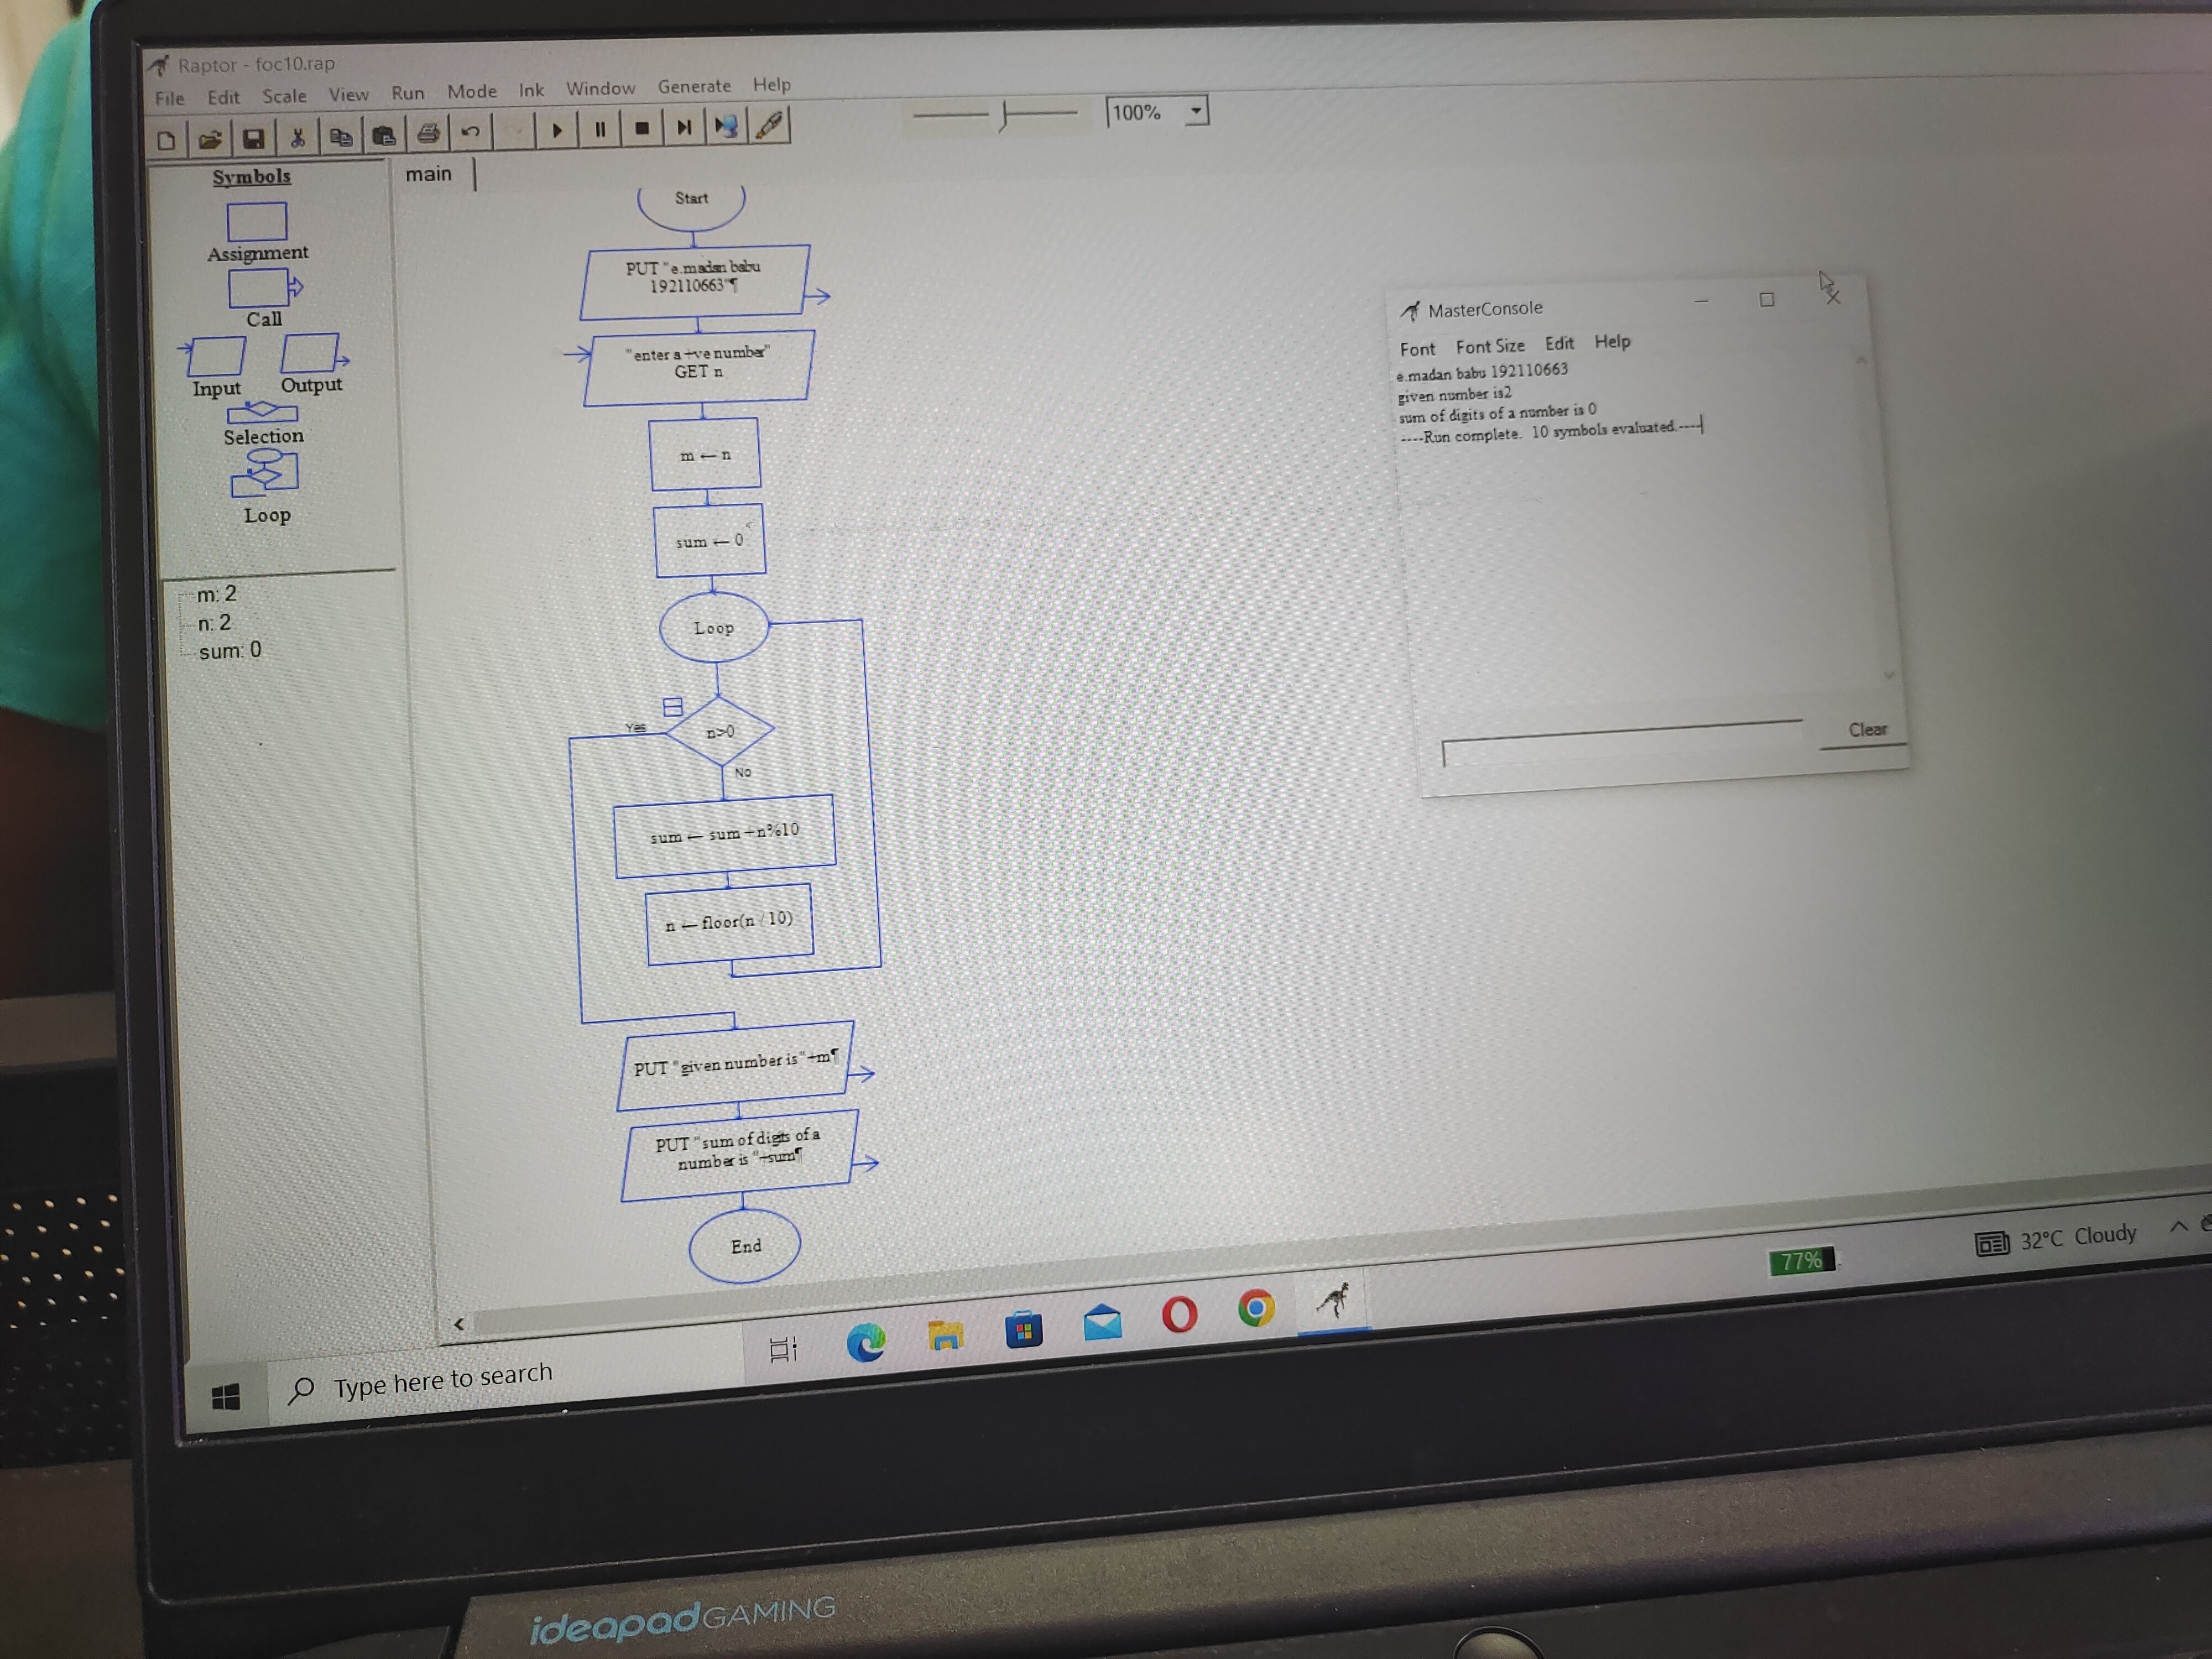 Raptor - foc10.rap
File Edit Scale View Run Mode Ink Window Generate Help
100%
Symbols
Assignment
Call
Input Output
Selection
Loop
m: 2
n: 2
sum: 0
main
Start
PUT "e.madan babu
192110663"¶
"enter a +ve number"
GET n
m ← n
sum ← 0
Loop
Yes
n>0
No
sum ← sum+n%10
n ← floor(n / 10)
PUT "given number is"+m¶
PUT "sum of digits of a
number is "+sum¶
End
MasterConsole
Font Font Size Edit Help
e.madan babu 192110663
given number is2
sum of digits of a number is 0
----Run complete. 10 symbols evaluated.----
Clear
Type here to search
77%
32°C Cloudy
ideapad GAMING